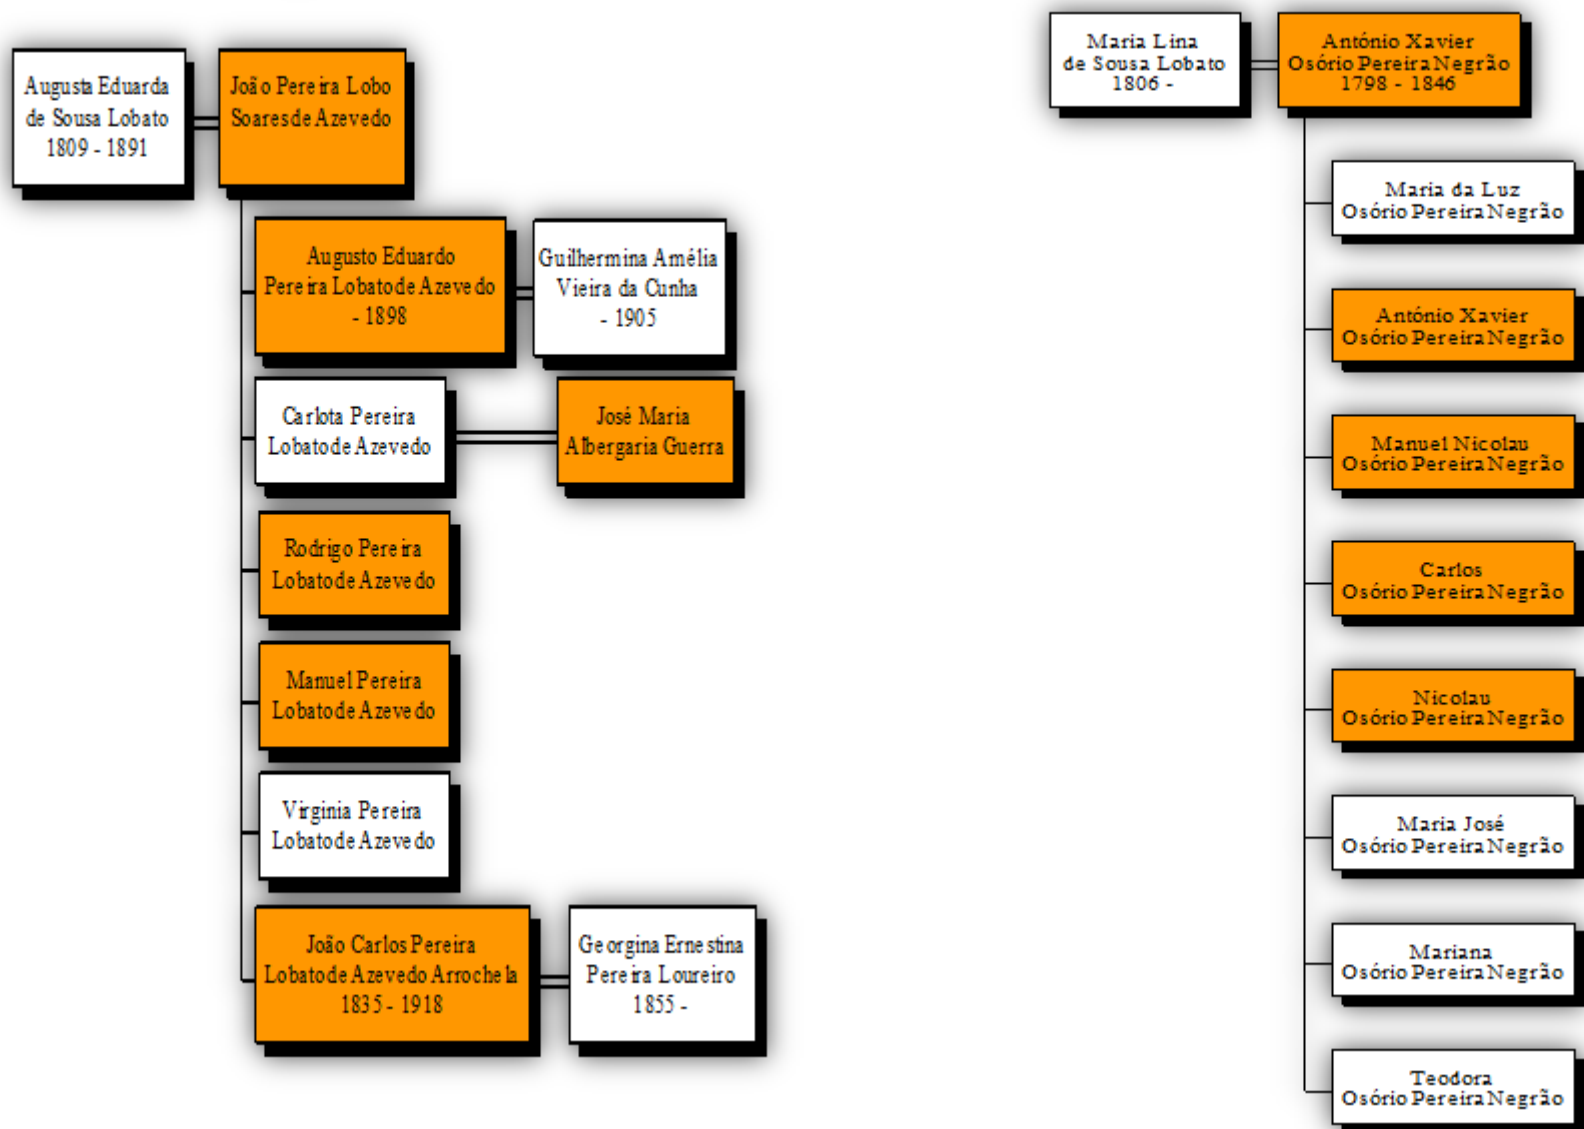 Augusta Eduarda
de Sousa Lobato
1809 - 1891
João Pereira Lobo
Soares de Azevedo
Augusto Eduardo
Pereira Lobato de Azevedo
- 1898
Guilhermina Amélia
Vieira da Cunha
- 1905
Carlota Pereira
Lobato de Azevedo
José Maria
Albergaria Guerra
Rodrigo Pereira
Lobato de Azevedo
Manuel Pereira
Lobato de Azevedo
Virginia Pereira
Lobato de Azevedo
João Carlos Pereira
Lobato de Azevedo Arrochela
1835 - 1918
Georgina Ernestina
Pereira Loureiro
1855 -
Maria Lina
de Sousa Lobato
1806 -
António Xavier
Osório Pereira Negrão
1798 - 1846
Maria da Luz
Osório Pereira Negrão
António Xavier
Osório Pereira Negrão
Manuel Nicolau
Osório Pereira Negrão
Carlos
Osório Pereira Negrão
Nicolau
Osório Pereira Negrão
Maria José
Osório Pereira Negrão
Mariana
Osório Pereira Negrão
Teodora
Osório Pereira Negrão